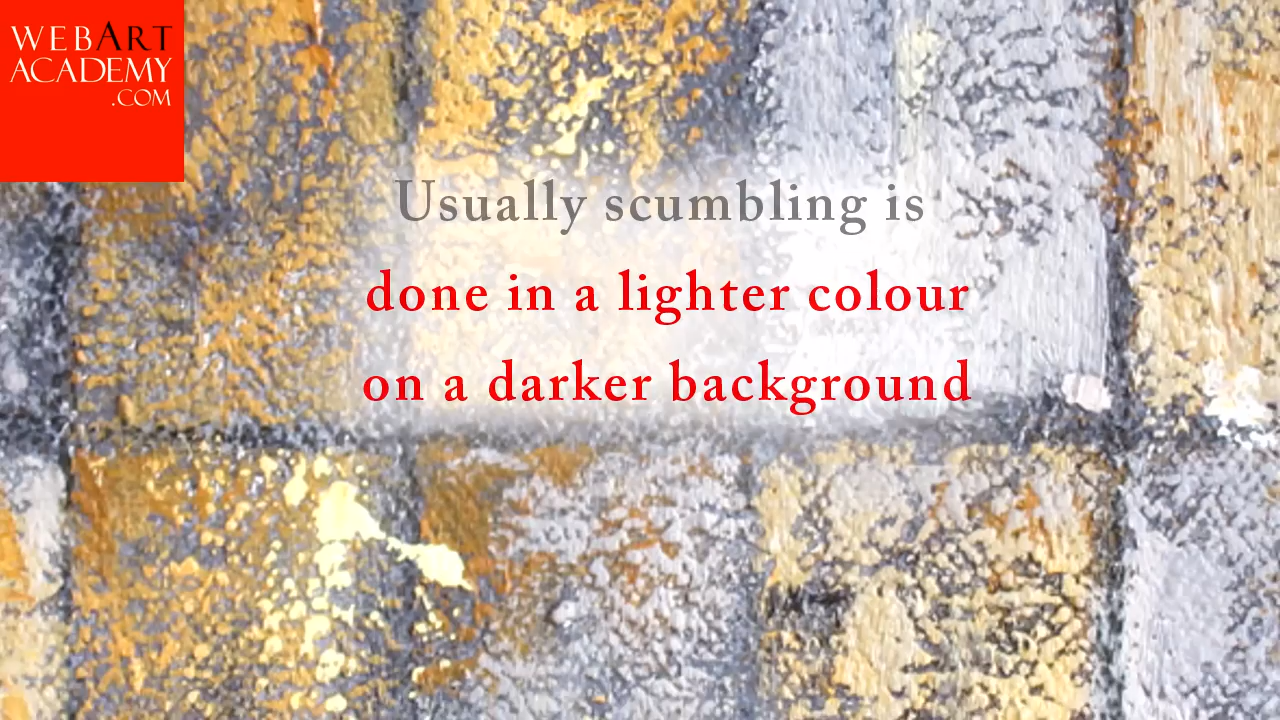 WEBART
ACADEMY
.COM
Usually scumbling is
done in a lighter colour
on a darker background